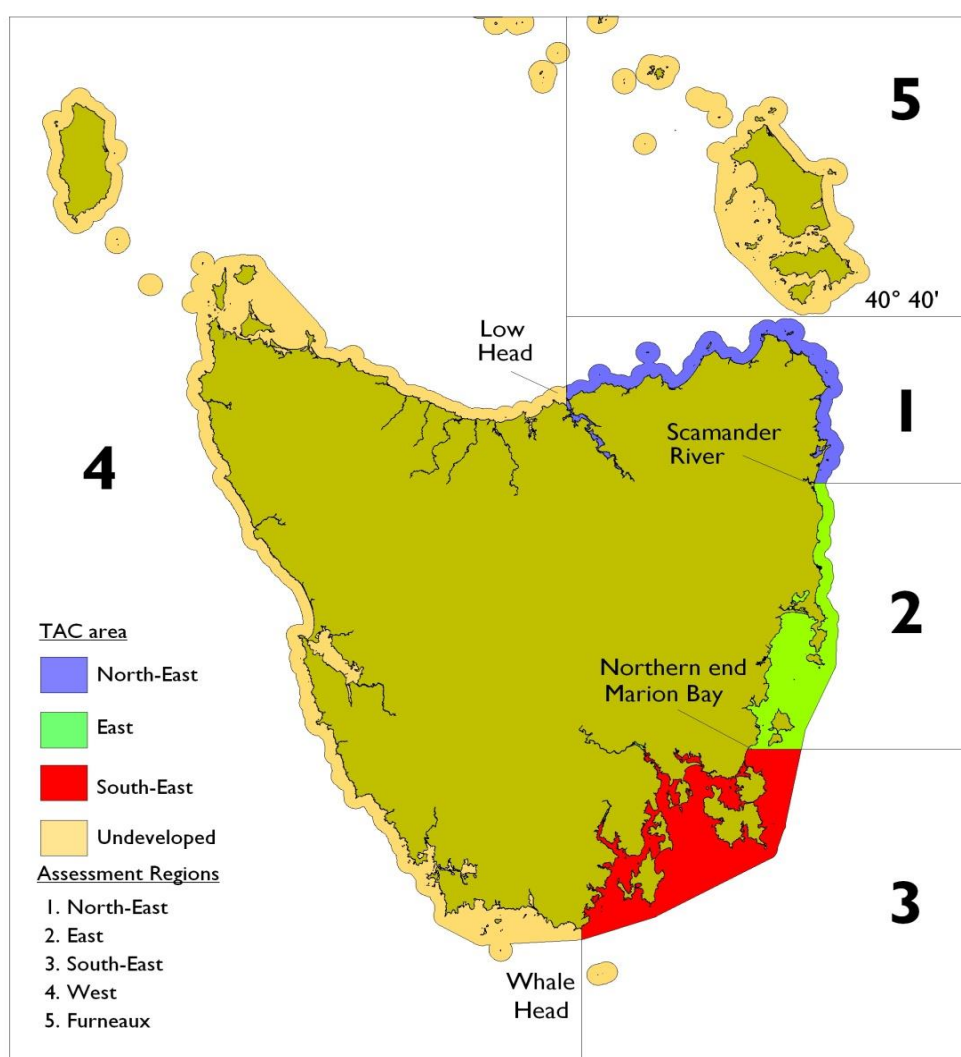 5
40° 40'
Low
Head
1
Scamander
River
4
2
TAC area
North-East
East
South-East
Undeveloped
Northern end
Marion Bay
Assessment Regions
1. North-East
2. East
3. South-East
4. West
5. Furneaux
3
Whale
Head